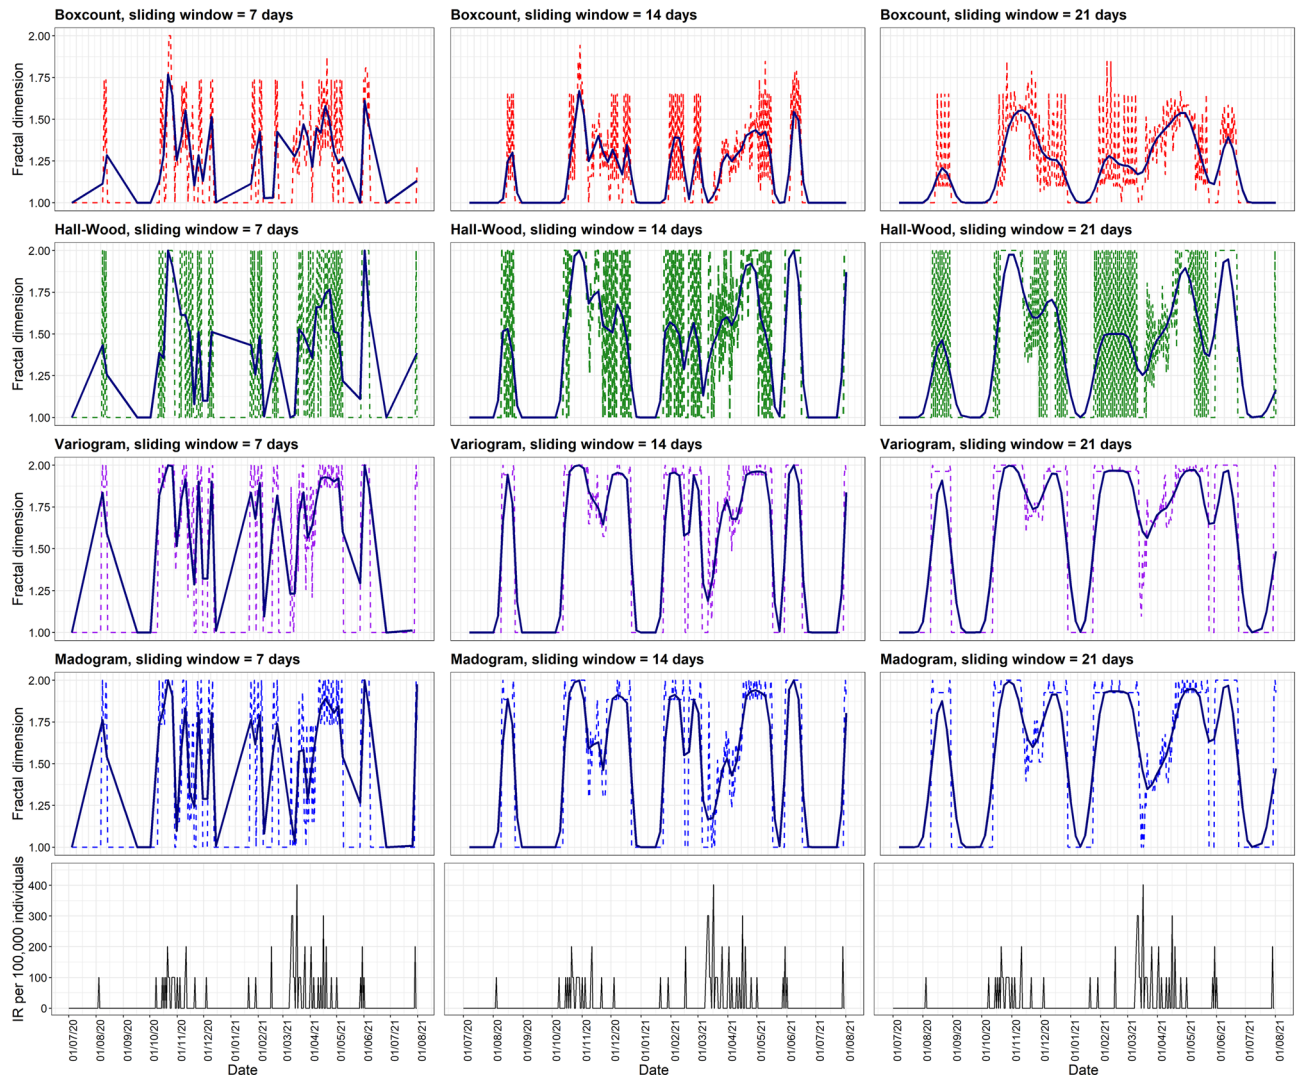 Boxcount, sliding window = 7 days
Boxcount, sliding window = 14 days
Boxcount, sliding window = 21 days
Fractal dimension
2.00
1.75
1.50
1.25
1.00
Hall-Wood, sliding window = 7 days
Hall-Wood, sliding window = 14 days
Hall-Wood, sliding window = 21 days
Fractal dimension
2.00
1.75
1.50
1.25
1.00
Variogram, sliding window = 7 days
Variogram, sliding window = 14 days
Variogram, sliding window = 21 days
Fractal dimension
2.00
1.75
1.50
1.25
1.00
Madogram, sliding window = 7 days
Madogram, sliding window = 14 days
Madogram, sliding window = 21 days
Fractal dimension
2.00
1.75
1.50
1.25
1.00
IR per 100,000 individuals
400
300
200
100
0
01/07/20 01/08/20 01/09/20 01/10/20 01/11/20 01/12/20 01/01/21 01/02/21 01/03/21 01/04/21 01/05/21 01/06/21 01/07/21 01/08/21
01/07/20 01/08/20 01/09/20 01/10/20 01/11/20 01/12/20 01/01/21 01/02/21 01/03/21 01/04/21 01/05/21 01/06/21 01/07/21 01/08/21
01/07/20 01/08/20 01/09/20 01/10/20 01/11/20 01/12/20 01/01/21 01/02/21 01/03/21 01/04/21 01/05/21 01/06/21 01/07/21 01/08/21
Date
Date
Date